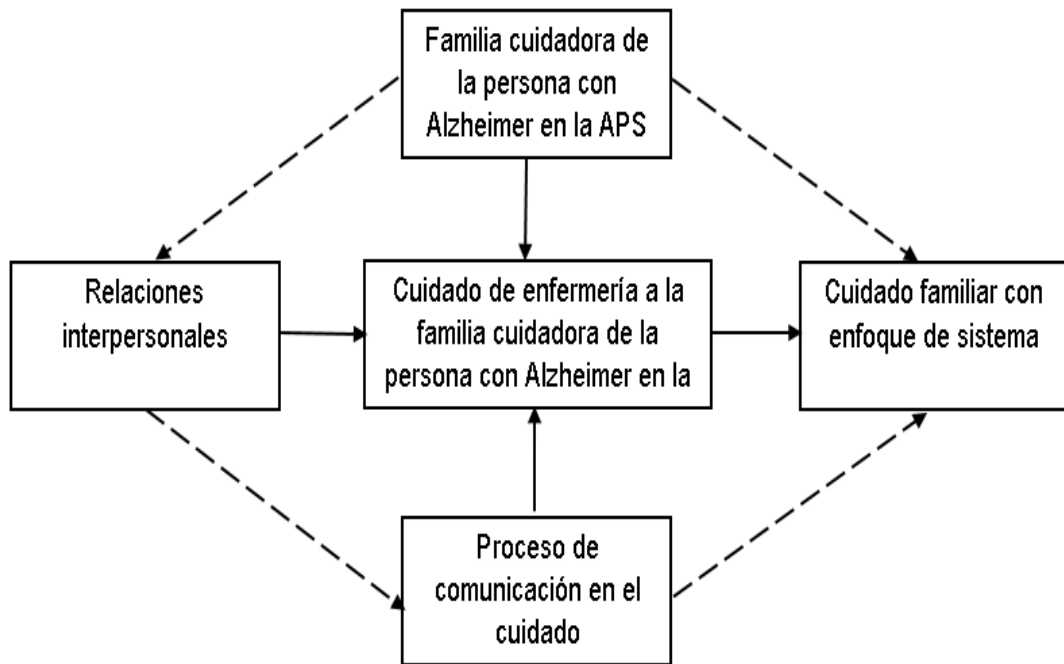 Familia cuidadora de
la persona con
Alzheimer en la APS
Relaciones
interpersonales
Cuidado de enfermería a la
familia cuidadora de la
persona con Alzheimer en la
Cuidado familiar con
enfoque de sistema
Proceso de
comunicación en el
cuidado